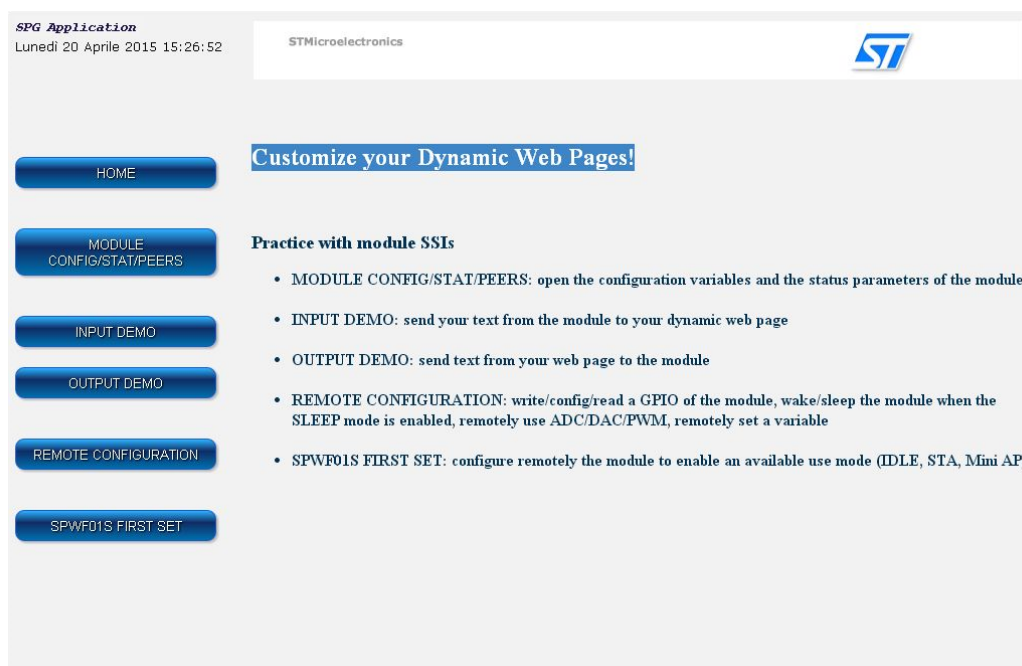 SPG Application
Lunedì 20 Aprile 2015 15:26:52
STMicroelectronics
ST
Customize your Dynamic Web Pages!
HOME
MODULE
CONFIG/STAT/PEERS
INPUT DEMO
OUTPUT DEMO
REMOTE CONFIGURATION
SPWF01S FIRST SET
Practice with module SSIs
• MODULE CONFIG/STAT/PEERS: open the configuration variables and the status parameters of the module
• INPUT DEMO: send your text from the module to your dynamic web page
• OUTPUT DEMO: send text from your web page to the module
• REMOTE CONFIGURATION: write/config/read a GPIO of the module, wake/sleep the module when the
SLEEP mode is enabled, remotely use ADC/DAC/PWM, remotely set a variable
• SPWF01S FIRST SET: configure remotely the module to enable an available use mode (IDLE, STA, Mini AP